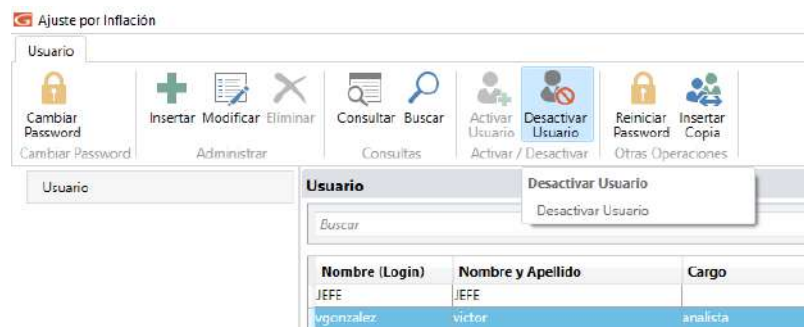 Ajuste por Inflación
Usuario
Cambiar Password
Insertar Modificar Eliminar
Consultar Buscar
Activar Usuario
Desactivar Usuario
Reiniciar Password
Insertar Copia
Cambiar Password Administrar Consultas Activar / Desactivar Otras Operaciones
Usuario
Usuario
Desactivar Usuario
Desactivar Usuario
Buscar
Nombre (Login) Nombre y Apellido Cargo
JEFE JEFE
vgonzalez victor analista